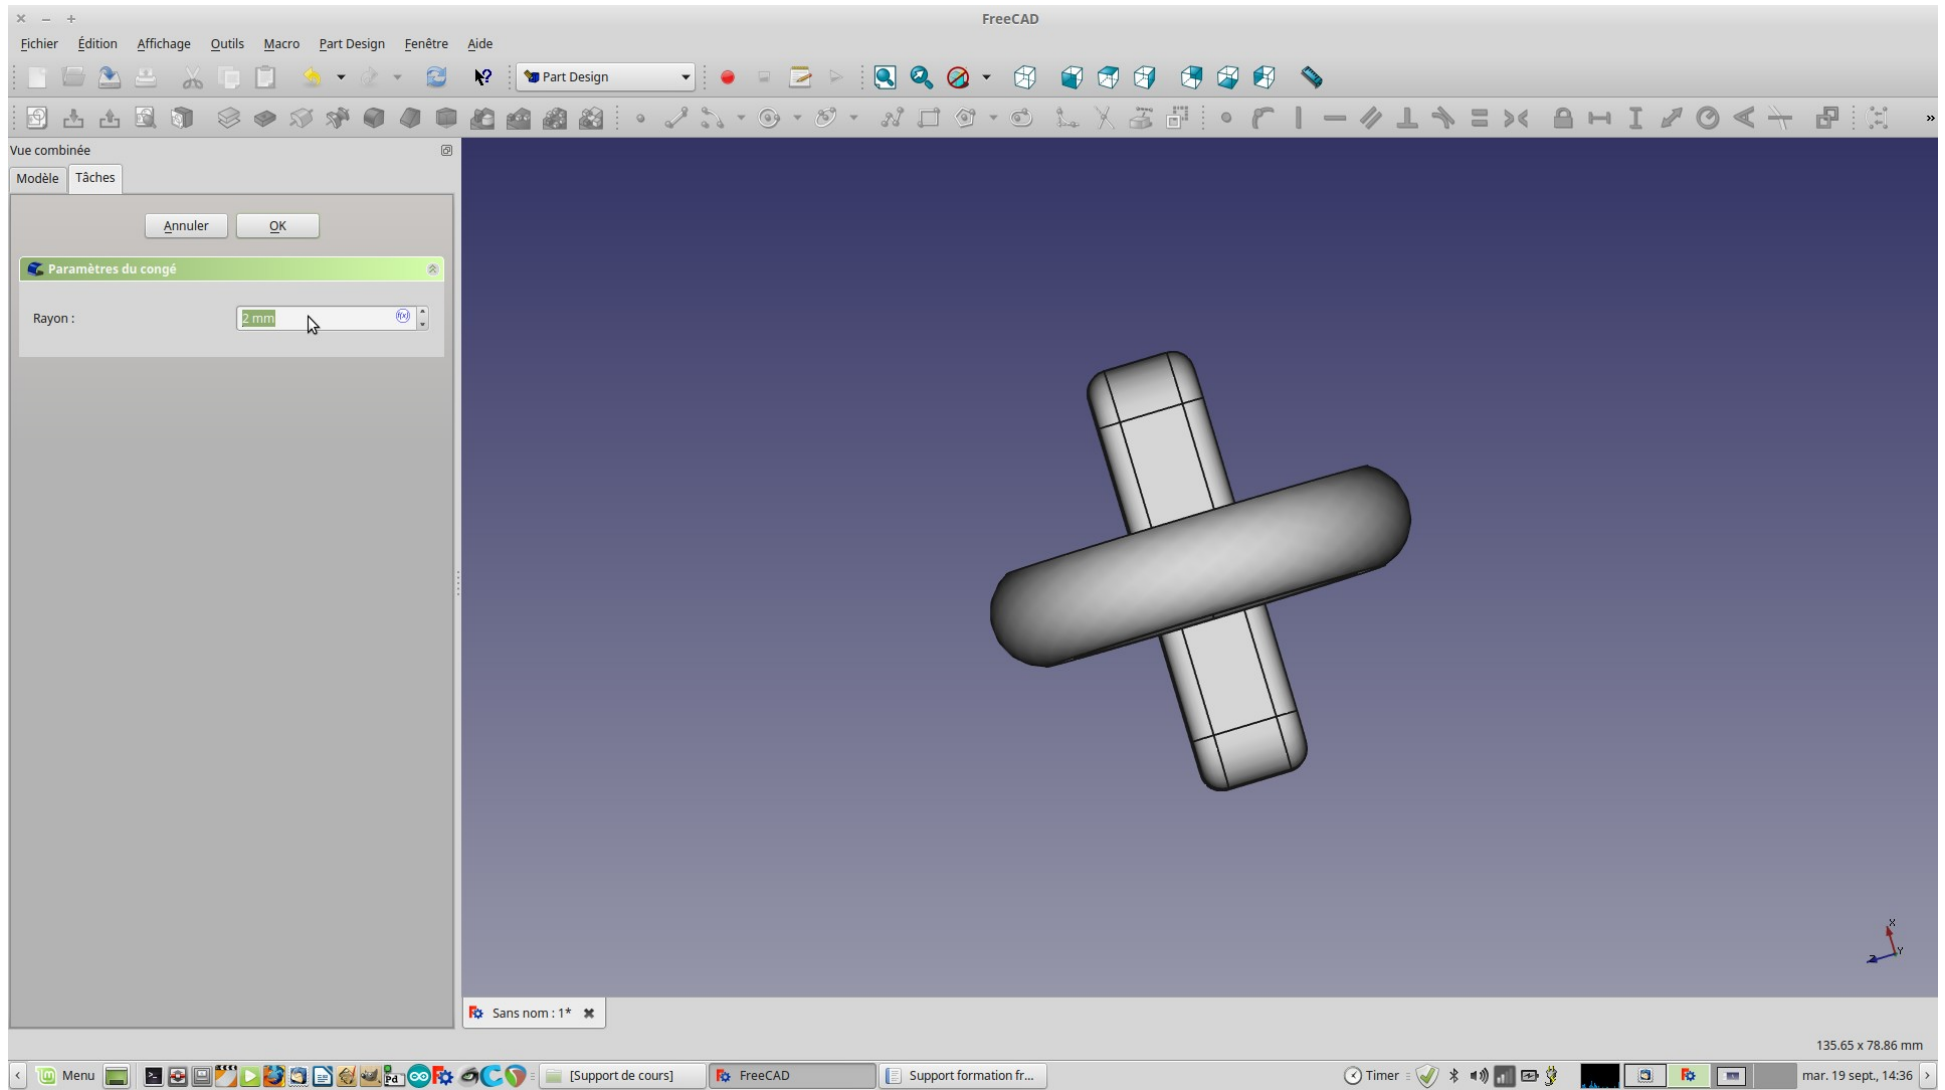 FreeCAD
Fichier Édition Affichage Outils Macro Part Design Fenêtre Aide
Part Design
Vue combinée
Modèle Tâches
Annuler OK
Paramètres du congé
Rayon : 2 mm
X
Y
Z
Sans nom : 1*
135.65 x 78.86 mm
Menu Pd [Support de cours] FreeCAD Support formation fr... Timer mar. 19 sept., 14:36